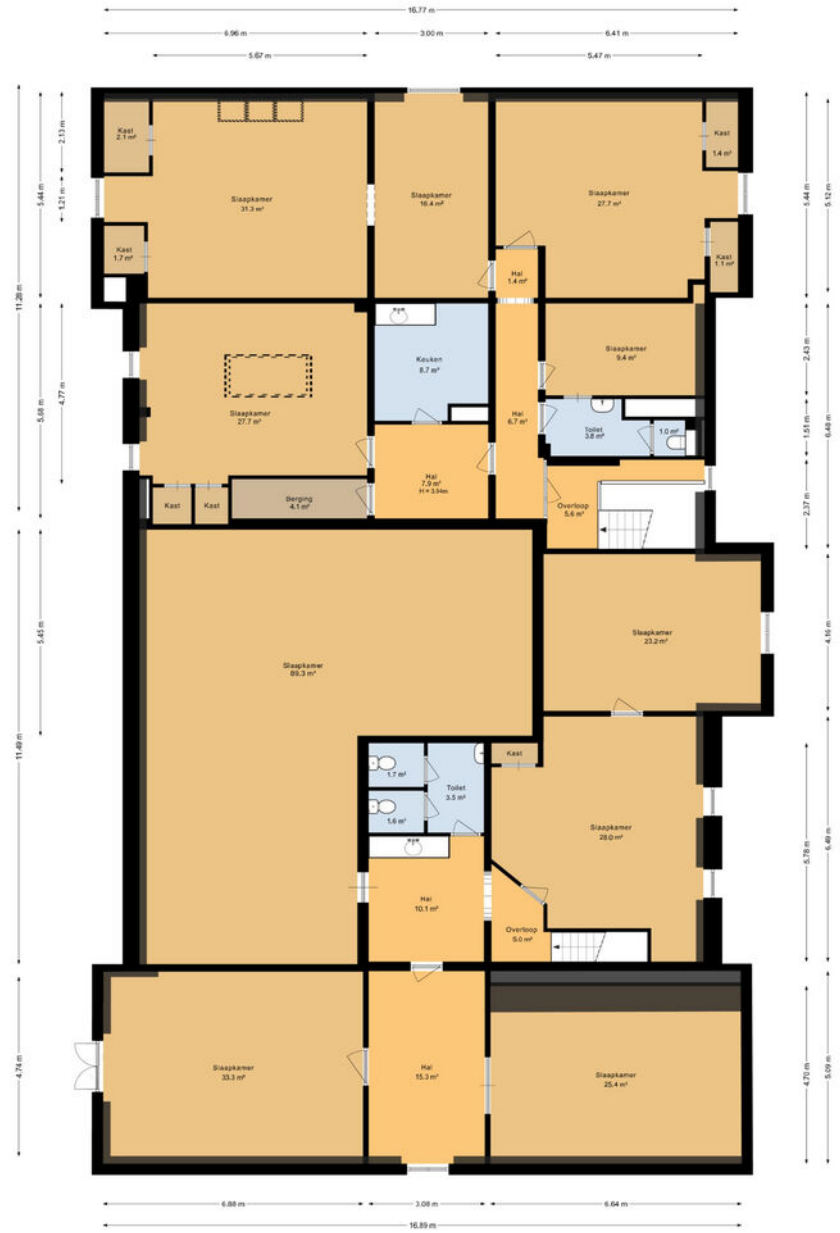 16.77 m
6.96 m
3.00 m
6.41 m
5.67 m
5.47 m
11.28 m
5.44 m
2.13 m
1.21 m
5.68 m
4.77 m
11.49 m
5.45 m
4.74 m
5.44 m
5.12 m
2.43 m
1.51 m
6.48 m
2.37 m
4.16 m
5.78 m
6.49 m
4.70 m
5.09 m
Kast
2.1 m²
Slaapkamer
31.3 m²
Slaapkamer
16.4 m²
Slaapkamer
27.7 m²
Kast
1.4 m²
Kast
1.7 m²
Kast
1.1 m²
Hal
1.4 m²
Slaapkamer
27.7 m²
Keuken
8.7 m²
Slaapkamer
9.4 m²
Hal
6.7 m²
Toilet
3.8 m²
1.0 m²
Hal
7.9 m²
H = 3.94m
Kast
Kast
Berging
4.1 m²
Overloop
5.6 m²
Slaapkamer
89.3 m²
Slaapkamer
23.2 m²
1.7 m²
Toilet
3.5 m²
1.6 m²
Kast
Slaapkamer
28.0 m²
Hal
10.1 m²
Overloop
5.0 m²
Slaapkamer
33.3 m²
Hal
15.3 m²
Slaapkamer
25.4 m²
6.88 m
3.08 m
6.64 m
16.89 m